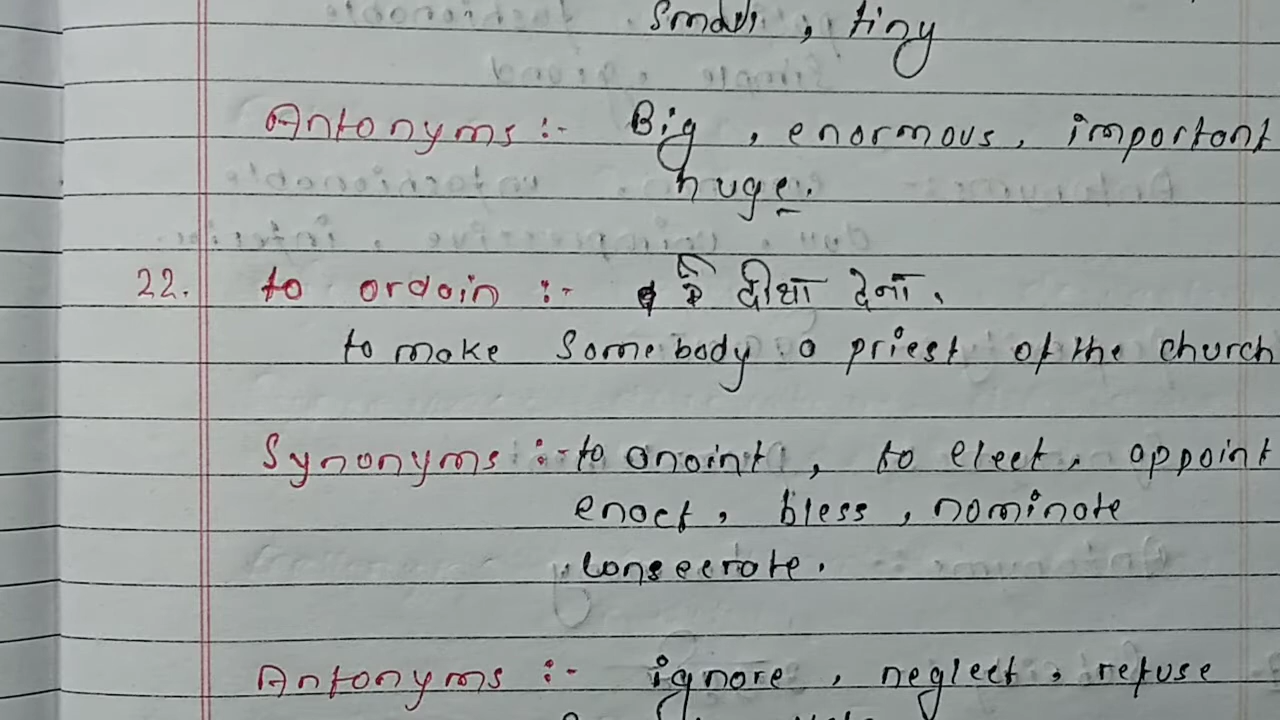 small, tiny
Antonyms :- Big, enormous, important
huge.
22. to ordain :- दीक्षा देना.
to make somebody a priest of the church
Synonyms :- to anoint, to elect, appoint
enact, bless, nominate
consecrate.
Antonyms :- ignore, neglect, refuse